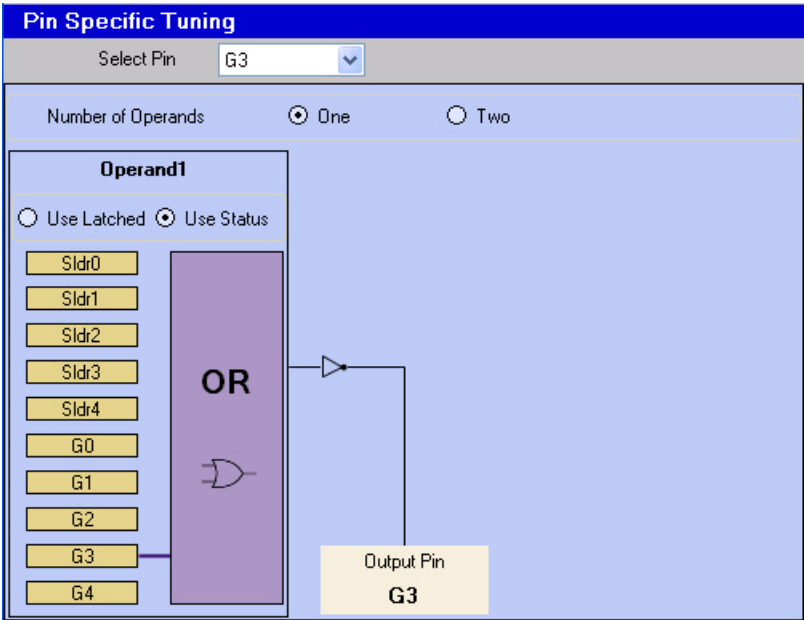 Pin Specific Tuning
Select Pin G3
Number of Operands One Two
Operand1
Use Latched Use Status
Sldr0
Sldr1
Sldr2
Sldr3
Sldr4
G0
G1
G2
G3
G4
OR
Output Pin
G3